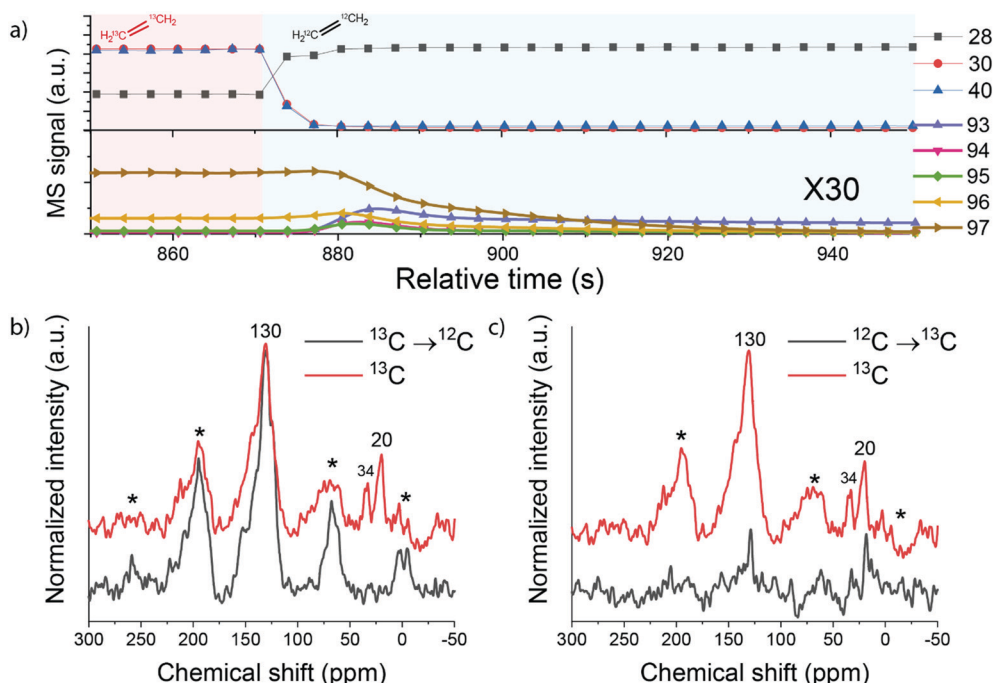 a)
H₂¹³C ¹³CH₂
H₂¹²C ¹²CH₂
MS signal (a.u.)
28
30
40
93
94
95
96
97
X30
860 880 900 920 940
Relative time (s)
b)
Normalized intensity (a.u.)
130
¹³C → ¹²C
¹³C
*
*
*
*
34
20
300 250 200 150 100 50 0 -50
Chemical shift (ppm)
c)
Normalized intensity (a.u.)
130
¹²C → ¹³C
¹³C
*
*
*
34
20
300 250 200 150 100 50 0 -50
Chemical shift (ppm)